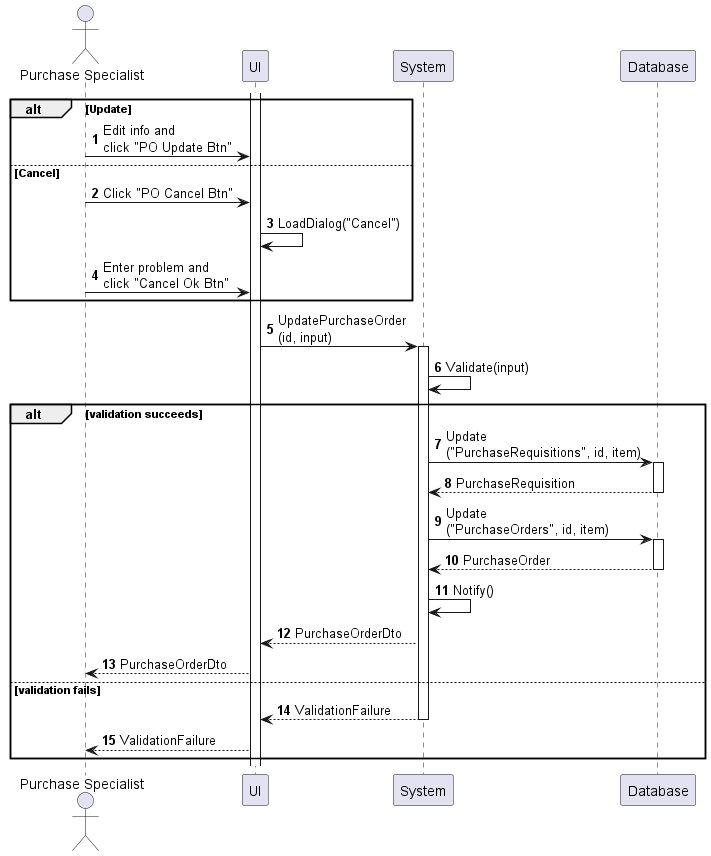 Purchase Specialist
UI
System
Database
alt
[Update]
1
Edit info and
click "PO Update Btn"
[Cancel]
2 Click "PO Cancel Btn"
3 LoadDialog("Cancel")
4
Enter problem and
click "Cancel Ok Btn"
5
UpdatePurchaseOrder
(id, input)
6 Validate(input)
alt
[validation succeeds]
7
Update
("PurchaseRequisitions", id, item)
8 PurchaseRequisition
9
Update
("PurchaseOrders", id, item)
10 PurchaseOrder
11 Notify()
12 PurchaseOrderDto
13 PurchaseOrderDto
[validation fails]
14 ValidationFailure
15 ValidationFailure
Purchase Specialist
UI
System
Database